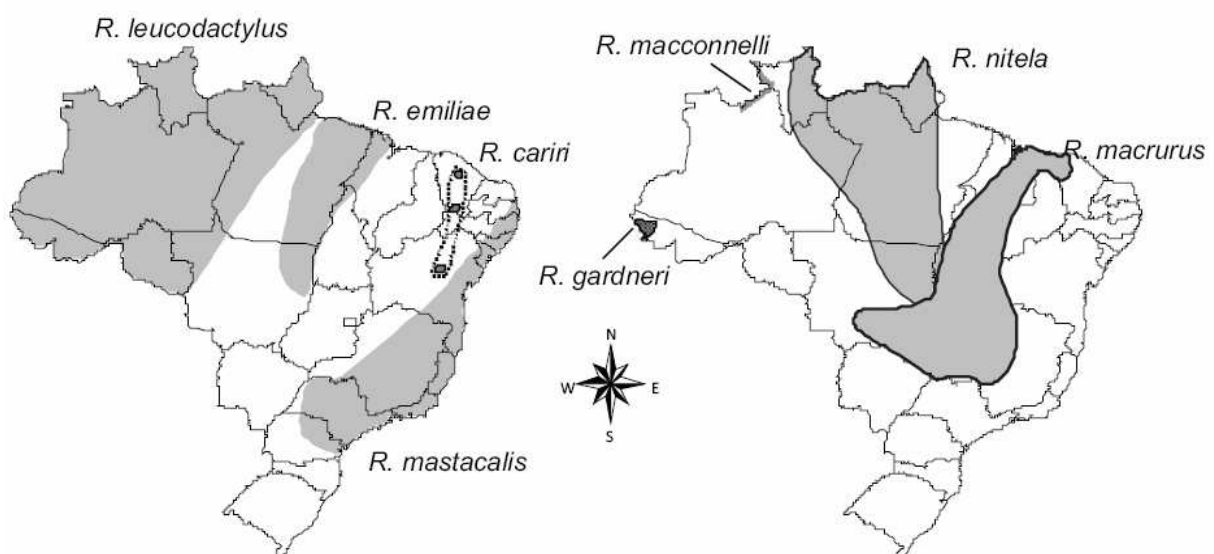 R. leucodactylus
R. emiliae
R. cariri
R. mastacalis
N
W E
S
R. macconnelli
R. nitela
R. macrurus
R. gardneri